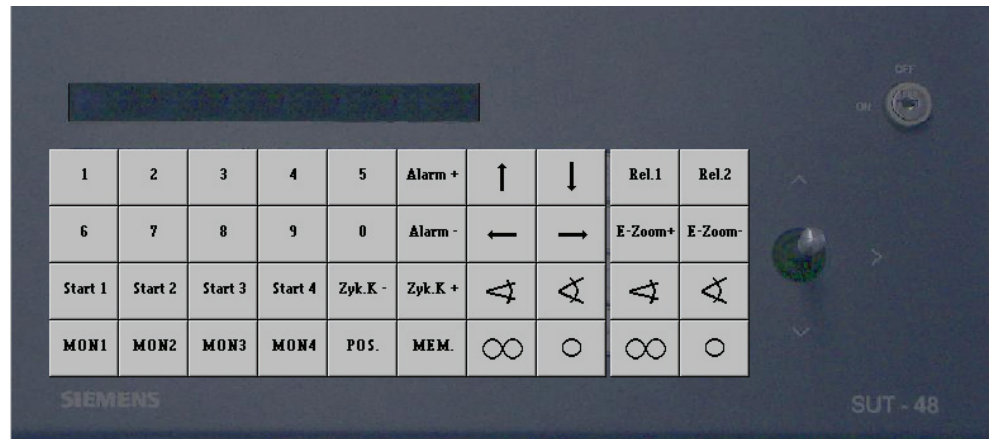 OFF
ON
1 2 3 4 5 Alarm + Rel.1 Rel.2
6 7 8 9 0 Alarm - E-Zoom+ E-Zoom-
Start 1 Start 2 Start 3 Start 4 Zyk.K - Zyk.K +
MON1 MON2 MON3 MON4 POS. MEM.
SIEMENS
SUT - 48